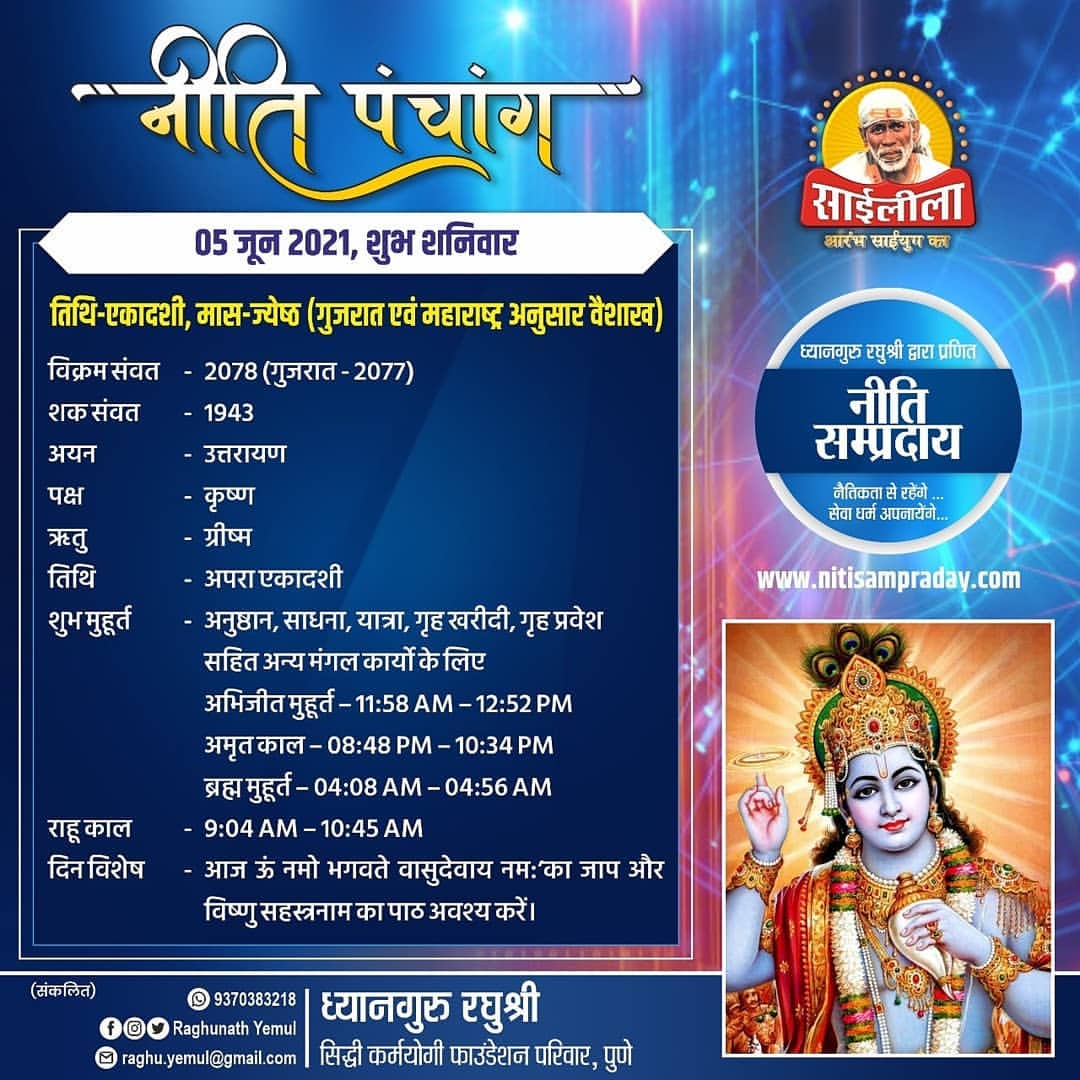 नीति पंचांग
साईलीला
आरंभ साईयुग का
05 जून 2021, शुभ शनिवार
तिथि-एकादशी, मास-ज्येष्ठ (गुजरात एवं महाराष्ट्र अनुसार वैशाख)
विक्रम संवत - 2078 (गुजरात - 2077)
शक संवत - 1943
अयन - उत्तरायण
पक्ष - कृष्ण
ऋतु - ग्रीष्म
तिथि - अपरा एकादशी
शुभ मुहूर्त - अनुष्ठान, साधना, यात्रा, गृह खरीदी, गृह प्रवेश
सहित अन्य मंगल कार्यो के लिए
अभिजीत मुहूर्त – 11:58 AM – 12:52 PM
अमृत काल – 08:48 PM – 10:34 PM
ब्रह्म मुहूर्त – 04:08 AM – 04:56 AM
राहू काल - 9:04 AM – 10:45 AM
दिन विशेष - आज ऊं नमो भगवते वासुदेवाय नम:‘का जाप और
विष्णु सहस्त्रनाम का पाठ अवश्य करें।
ध्यानगुरु रघुश्री द्वारा प्रणित
नीति
सम्प्रदाय
नैतिकता से रहेंगे ...
सेवा धर्म अपनायेंगे...
www.nitisampraday.com
(संकलित)
9370383218
Raghunath Yemul
raghu.yemul@gmail.com
ध्यानगुरु रघुश्री
सिद्धी कर्मयोगी फाउंडेशन परिवार, पुणे